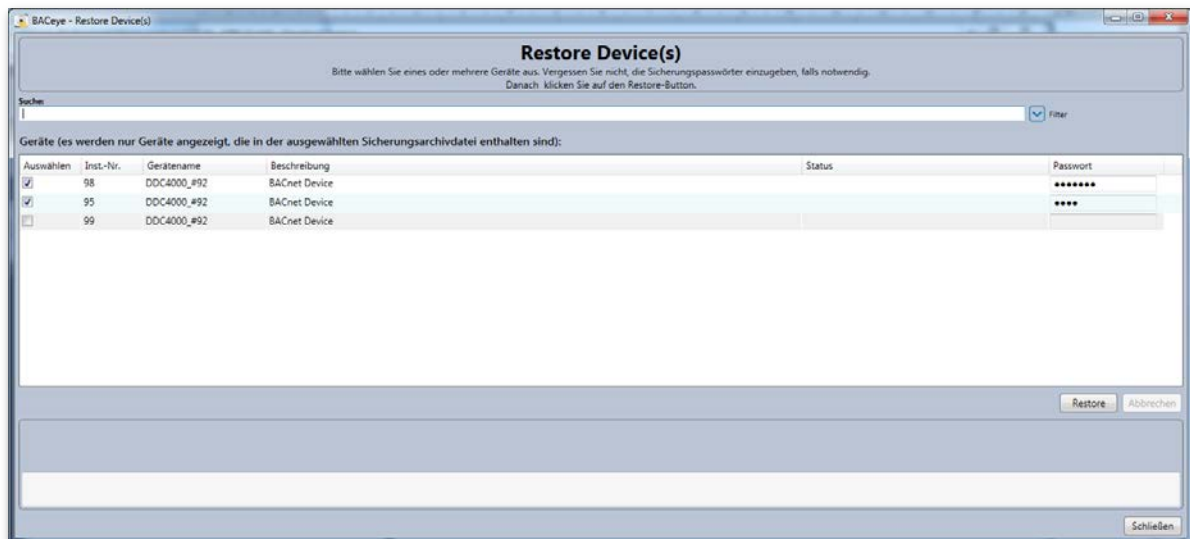 BACeye - Restore Device(s)
Restore Device(s)
Bitte wählen Sie eines oder mehrere Geräte aus. Vergessen Sie nicht, die Sicherungspasswörter einzugeben, falls notwendig.
Danach klicken Sie auf den Restore-Button.
Suche:
Filter
Geräte (es werden nur Geräte angezeigt, die in der ausgewählten Sicherungsarchivdatei enthalten sind):
Auswählen Inst.-Nr. Gerätename Beschreibung Status Passwort
98 DDC4000_#92 BACnet Device •••••••
95 DDC4000_#92 BACnet Device ••••
99 DDC4000_#92 BACnet Device
Restore Abbrechen
Schließen